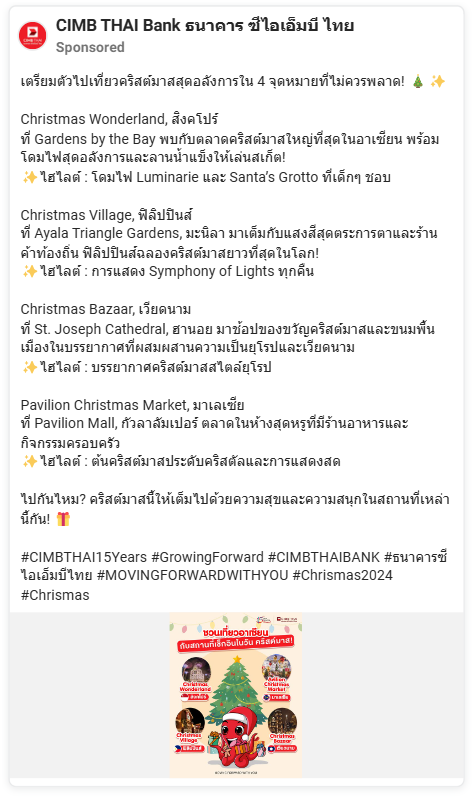 CIMB THAI Bank ธนาคาร ซีไอเอ็มบี ไทย
Sponsored
เตรียมตัวไปเที่ยวคริสต์มาสสุดอลังการใน 4 จุดหมายที่ไม่ควรพลาด! 🎄 ✨
Christmas Wonderland, สิงคโปร์
ที่ Gardens by the Bay พบกับตลาดคริสต์มาสใหญ่ที่สุดในอาเซียน พร้อม
โดมไฟสุดอลังการและลานน้ำแข็งให้เล่นสเก็ต!
✨ ไฮไลต์ : โดมไฟ Luminarie และ Santa's Grotto ที่เด็กๆ ชอบ
Christmas Village, ฟิลิปปินส์
ที่ Ayala Triangle Gardens, มะนิลา มาเต็มกับแสงสีสุดตระการตาและร้าน
ค้าท้องถิ่น ฟิลิปปินส์ฉลองคริสต์มาสยาวที่สุดในโลก!
✨ ไฮไลต์ : การแสดง Symphony of Lights ทุกคืน
Christmas Bazaar, เวียดนาม
ที่ St. Joseph Cathedral, ฮานอย มาช้อปของขวัญคริสต์มาสและขนมพื้น
เมืองในบรรยากาศที่ผสมผสานความเป็นยุโรปและเวียดนาม
✨ ไฮไลต์ : บรรยากาศคริสต์มาสสไตล์ยุโรป
Pavilion Christmas Market, มาเลเซีย
ที่ Pavilion Mall, กัวลาลัมเปอร์ ตลาดในห้างสุดหรูที่มีร้านอาหารและ
กิจกรรมครอบครัว
✨ ไฮไลต์ : ต้นคริสต์มาสประดับคริสตัลและการแสดงสด
ไปกันไหม? คริสต์มาสนี้ให้เต็มไปด้วยความสุขและความสนุกในสถานที่เหล่า
นี้กัน! 🎁
#CIMBTHAI15Years #GrowingForward #CIMBTHAIBANK #ธนาคารซี
ไอเอ็มบีไทย #MOVINGFORWARDWITHYOU #Chrismas2024
#Chrismas
ชวนเที่ยวอาเซียน
กับสถานที่เช็กอินในวัน คริสต์มาส!
Christmas
Wonderland
สิงคโปร์
Pavilion
Christmas
Market
มาเลเซีย
Christmas
Village
ฟิลิปปินส์
Christmas
Bazaar
เวียดนาม